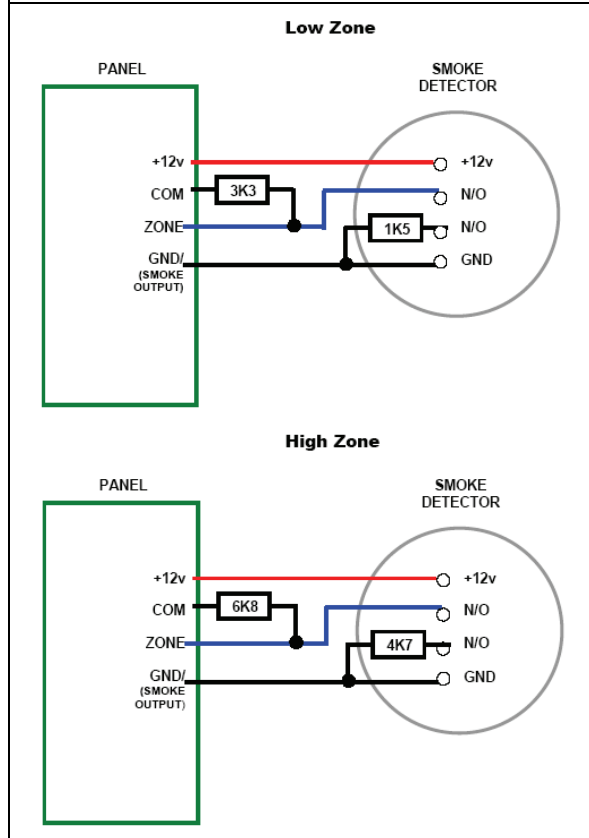 Low Zone
PANEL
SMOKE
DETECTOR
+12v
+12v
COM
3K3
N/O
ZONE
1K5
N/O
GND/
GND
(SMOKE
OUTPUT)
High Zone
PANEL
SMOKE
DETECTOR
+12v
+12v
COM
6K8
N/O
ZONE
4K7
N/O
GND/
GND
(SMOKE
OUTPUT)